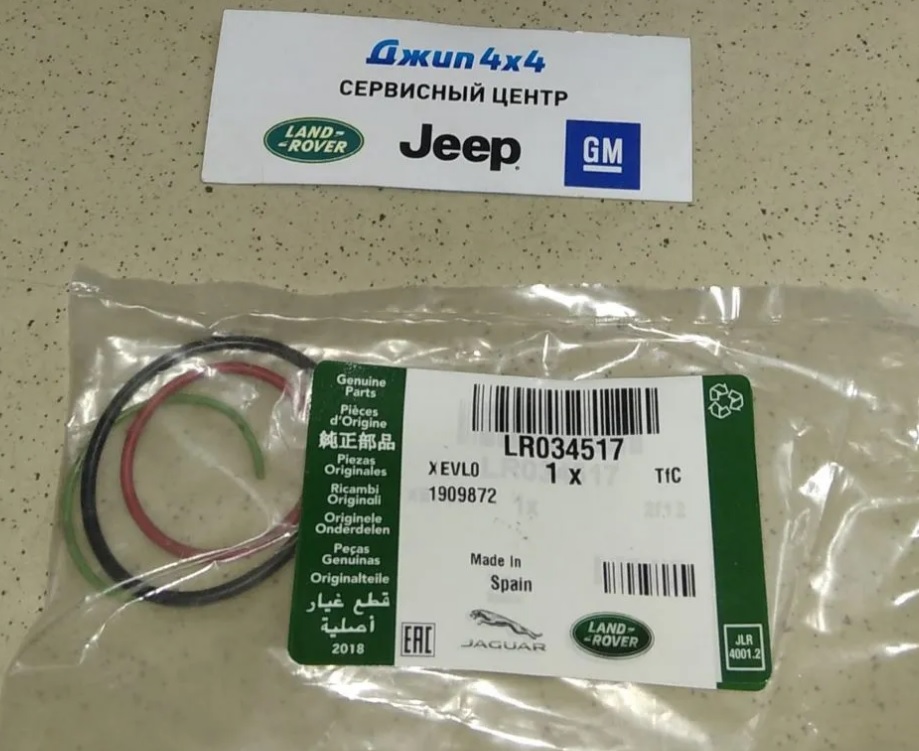 Джип 4x4
СЕРВИСНЫЙ ЦЕНТР
LAND-
-ROVER
Jeep
GM
Genuine
Parts
Pièces
d'Origine
純正部品
Piezas
Originales
Ricambi
Originali
Originele
Onderdelen
Peças
Genuinas
Originalteile
قطع غيار
أصلية
2018
LR034517
1 x
XEVL0
TfC
1909872
Made In
Spain
EAC
JAGUAR
LAND-
-ROVER
JLR
4001.2